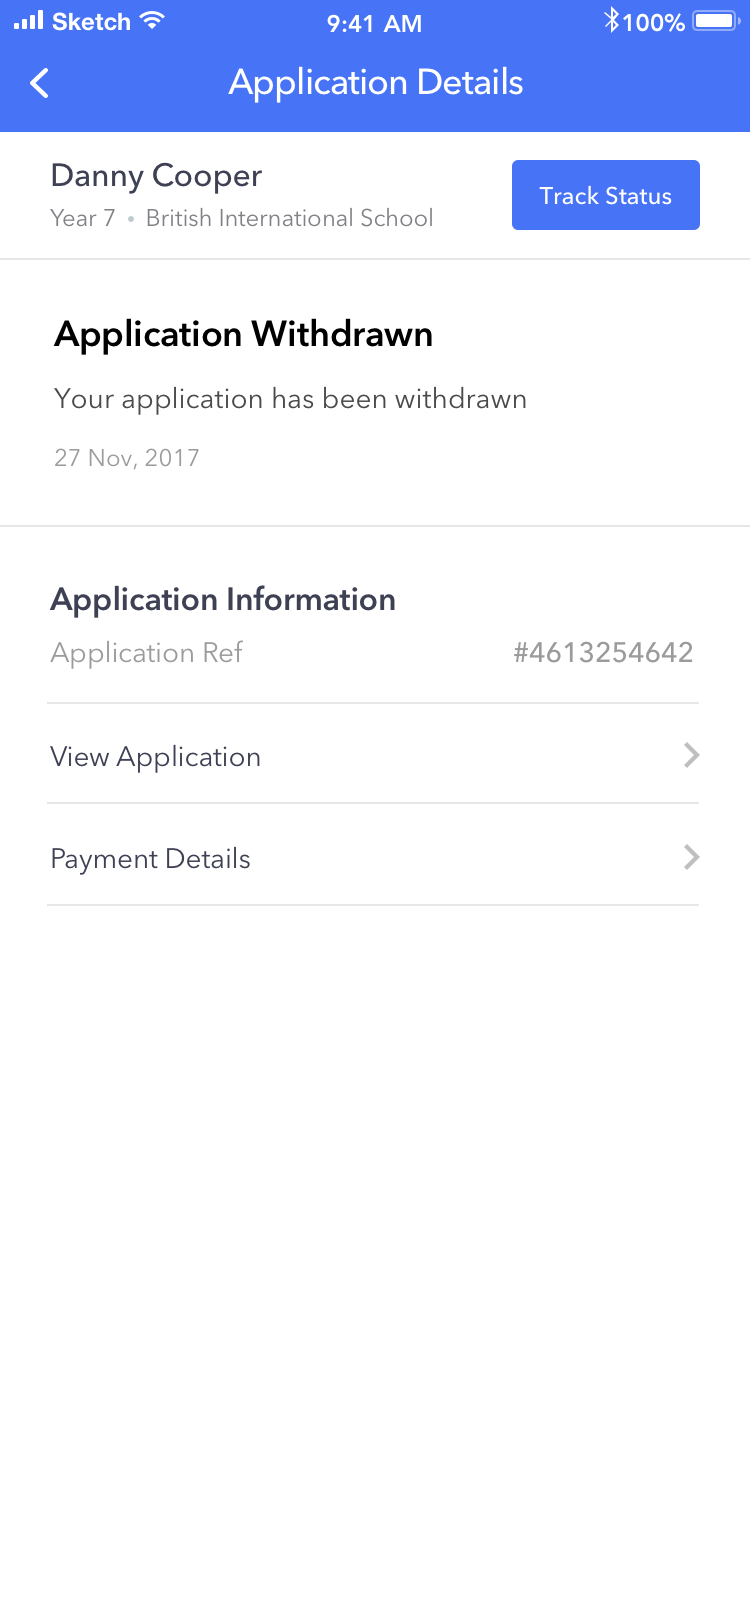 Sketch 9:41 AM 100%
Application Details
Danny Cooper
Year 7 • British International School
Track Status
Application Withdrawn
Your application has been withdrawn
27 Nov, 2017
Application Information
Application Ref #4613254642
View Application
Payment Details